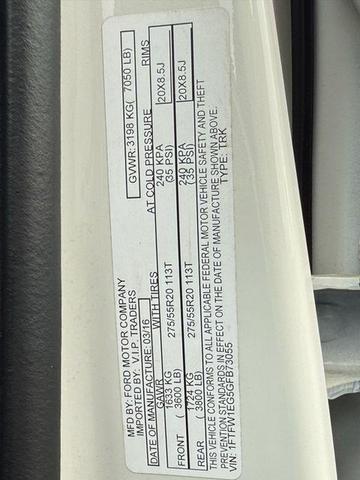 MFD BY: FORD MOTOR COMPANY
IMPORTED BY: V.I.P. TRADERS
GVWR: 3198 KG( 7050 LB)
DATE OF MANUFACTURE: 03/16
GAWR WITH TIRES AT COLD PRESSURE RIMS
FRONT 1633 KG ( 3600 LB) 275/55R20 113T 240 KPA (35 PSI) 20X8.5J
REAR 1724 KG ( 3800 LB) 275/55R20 113T 240 KPA (35 PSI) 20X8.5J
THIS VEHICLE CONFORMS TO ALL APPLICABLE FEDERAL MOTOR VEHICLE SAFETY AND THEFT
PREVENTION STANDARDS IN EFFECT ON THE DATE OF MANUFACTURE SHOWN ABOVE.
VIN: 1FTFW1EG5GFB73055 TYPE: TRK